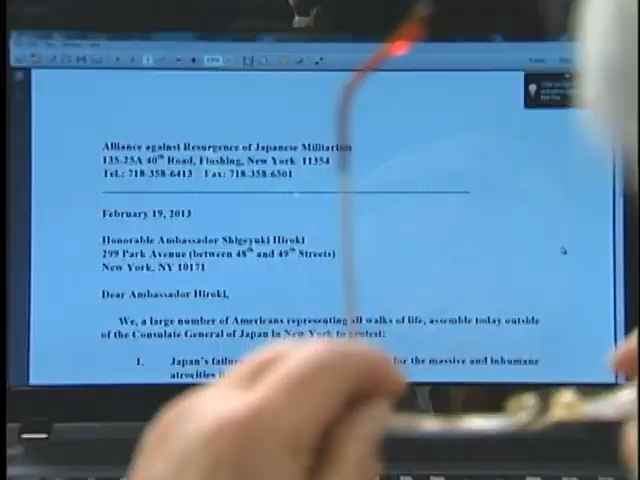 Alliance against Resurgence of Japanese Militarism
135-25A 40th Road, Flushing, New York 11354
Tel.: 718-358-6413 Fax: 718-358-6501
February 19, 2013
Honorable Ambassador Shigeyuki Hiroki
299 Park Avenue (between 48th and 49th Streets)
New York, NY 10171
Dear Ambassador Hiroki,
We, a large number of Americans representing all walks of life, assemble today outside
of the Consulate General of Japan in New York to protest:
1. Japan's failure for the massive and inhumane
atrocities